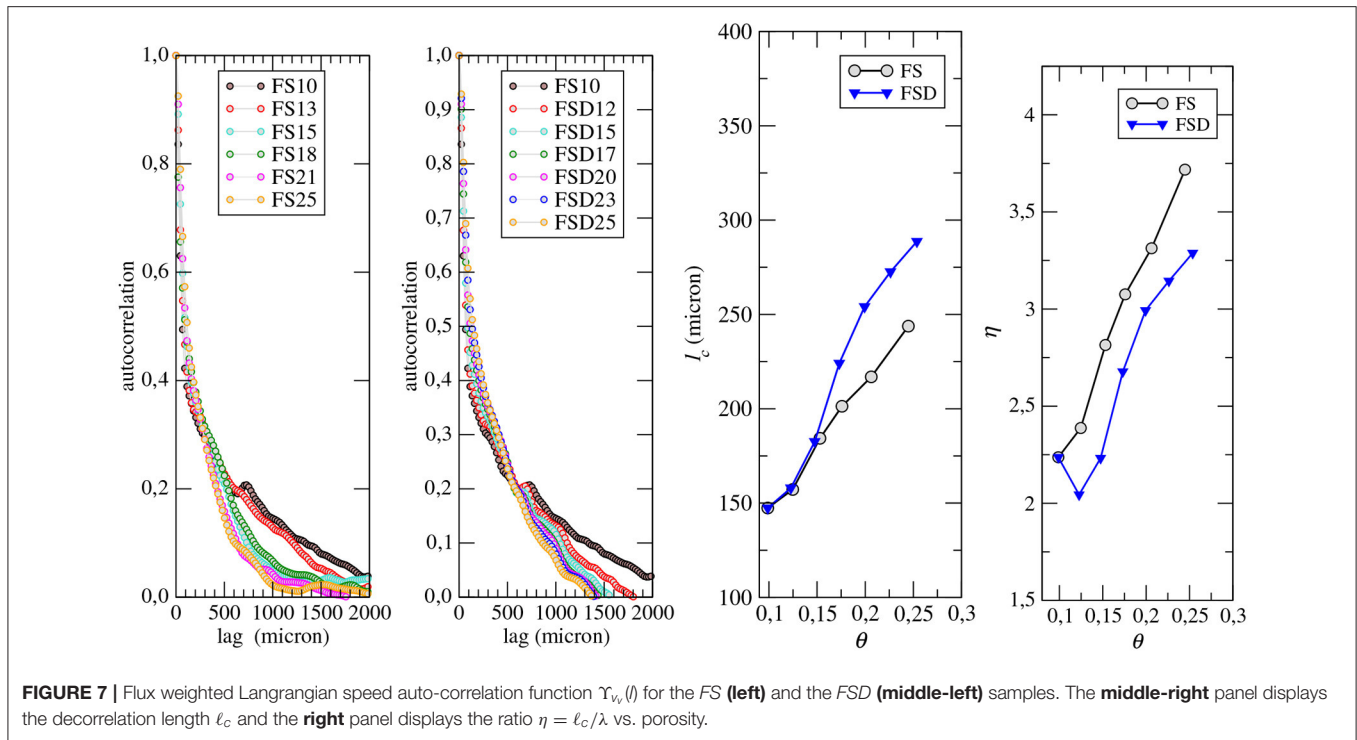 1,0
0,8
0,6
0,4
0,2
0,0
autocorrelation
0
500
1000
1500
2000
lag (micron)
FS10
FS13
FS15
FS18
FS21
FS25
1,0
0,9
0,8
0,7
0,6
0,5
0,4
0,3
0,2
0,1
0,0
autocorrelation
0
500
1000
1500
2000
lag (micron)
FS10
FSD12
FSD15
FSD17
FSD20
FSD23
FSD25
400
350
300
250
200
150
100
l_c (micron)
0,1
0,15
0,2
0,25
0,3
θ
FS
FSD
4
3,5
3
2,5
2
1,5
η
0,1
0,15
0,2
0,25
0,3
θ
FS
FSD
FIGURE 7 | Flux weighted Langrangian speed auto-correlation function ϒ_{v_v}(l) for the FS (left) and the FSD (middle-left) samples. The middle-right panel displays
the decorrelation length ℓ_c and the right panel displays the ratio η = ℓ_c/λ vs. porosity.